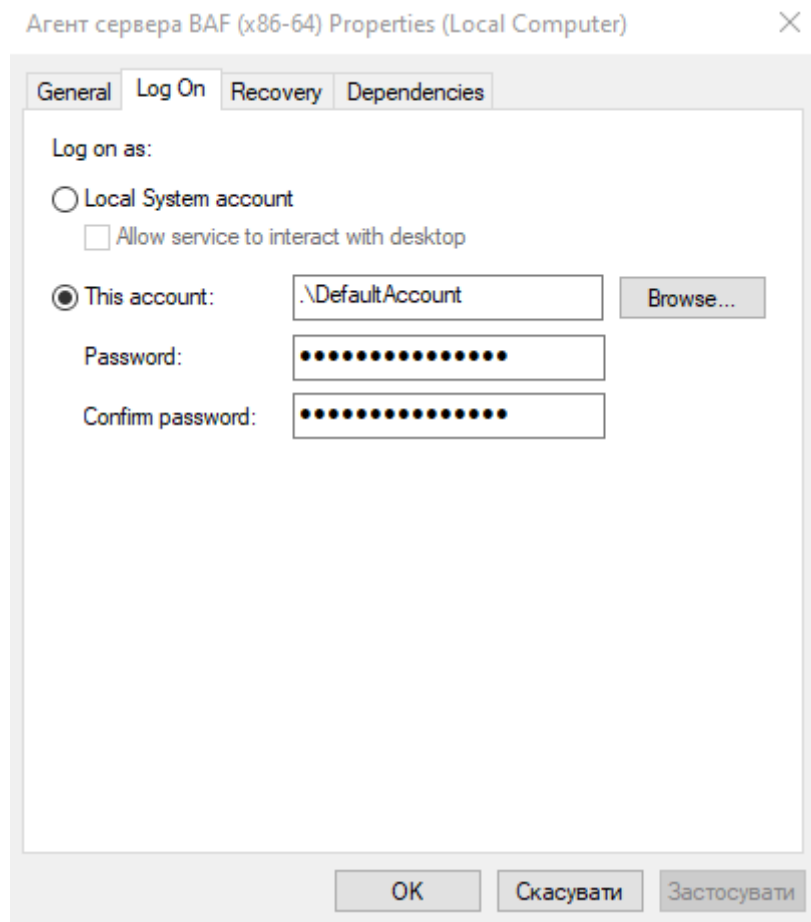 Агент сервера BAF (x86-64) Properties (Local Computer)
General Log On Recovery Dependencies
Log on as:
Local System account
Allow service to interact with desktop
This account: .\DefaultAccount Browse...
Password: •••••••••••••••
Confirm password: •••••••••••••••
OK Скасувати Застосувати